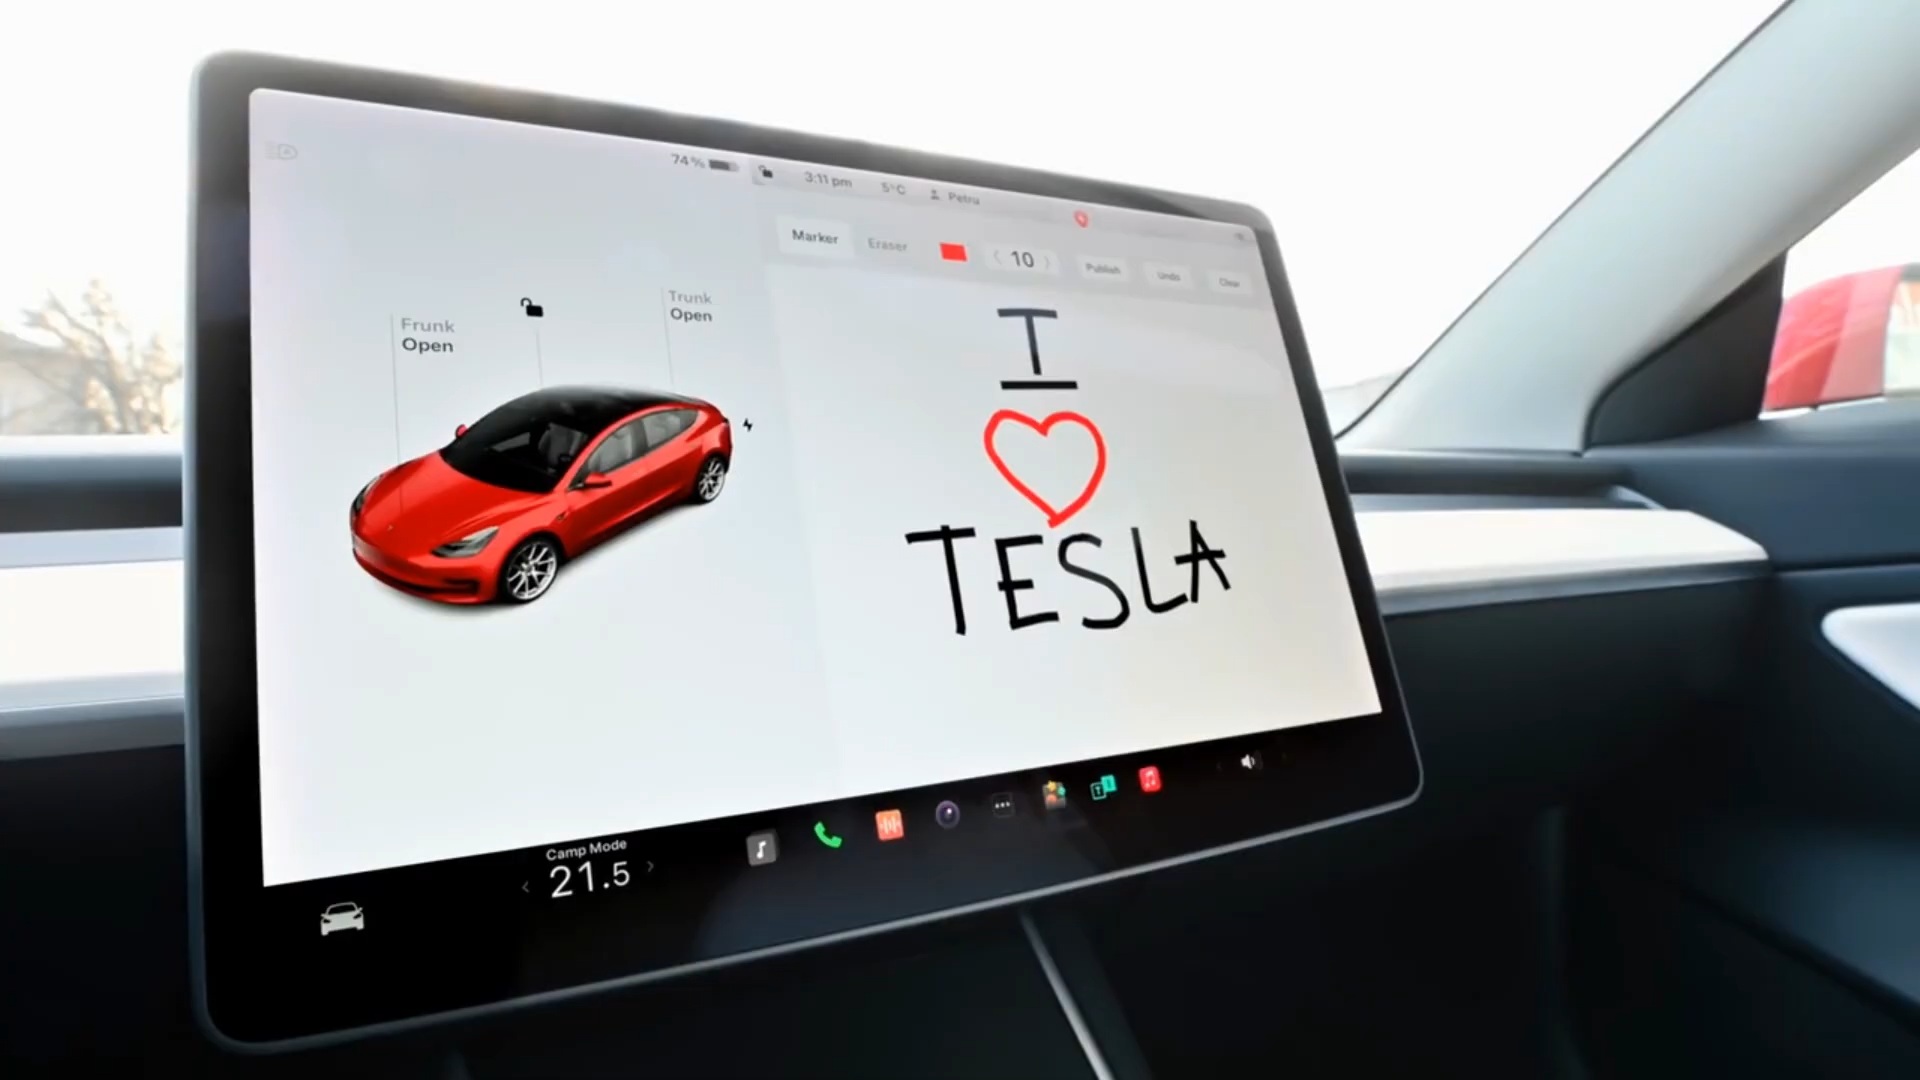 74% 3:11 pm 5°C Petru
Marker Eraser 10 Publish Undo Clear
Frunk
Open
Trunk
Open
I
TESLA
Camp Mode
21.5